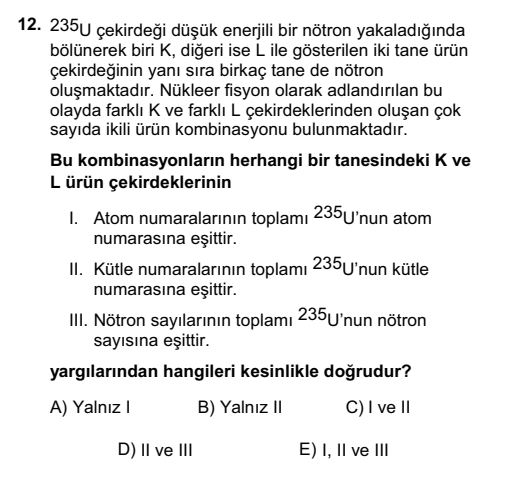 12. 235U çekirdeği düşük enerjili bir nötron yakaladığında
bölünerek biri K, diğeri ise L ile gösterilen iki tane ürün
çekirdeğinin yanı sıra birkaç tane de nötron
oluşmaktadır. Nükleer fisyon olarak adlandırılan bu
olayda farklı K ve farklı L çekirdeklerinden oluşan çok
sayıda ikili ürün kombinasyonu bulunmaktadır.
Bu kombinasyonların herhangi bir tanesindeki K ve
L ürün çekirdeklerinin
I. Atom numaralarının toplamı 235U'nun atom
numarasına eşittir.
II. Kütle numaralarının toplamı 235U'nun kütle
numarasına eşittir.
III. Nötron sayılarının toplamı 235U'nun nötron
sayısına eşittir.
yargılarından hangileri kesinlikle doğrudur?
A) Yalnız I B) Yalnız II C) I ve II
D) II ve III E) I, II ve III